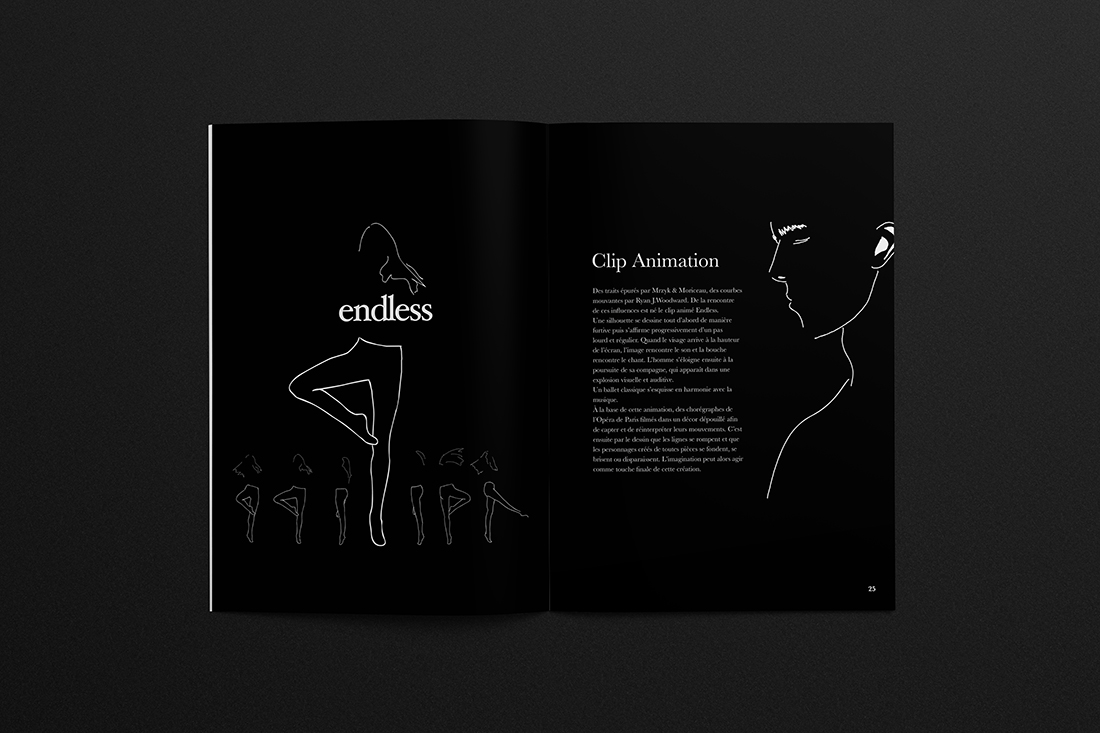 endless
Clip Animation
Des traits épurés par Mrzyk & Moriceau, des courbes
mouvantes par Ryan J.Woodward. De la rencontre
de ces influences est né le clip animé Endless.
Une silhouette se dessine tout d'abord de manière
furtive puis s'affirme progressivement d'un pas
lourd et régulier. Quand le visage arrive à la hauteur
de l'écran, l'image rencontre le son et la bouche
rencontre le chant. L'homme s'éloigne ensuite à la
poursuite de sa compagne, qui apparaît dans une
explosion visuelle et auditive.
Un ballet classique s'esquisse en harmonie avec la
musique.
À la base de cette animation, des chorégraphes de
l'Opéra de Paris filmés dans un décor dépouillé afin
de capter et de réinterpréter leurs mouvements. C'est
ensuite par le dessin que les lignes se rompent et que
les personnages créés de toutes pièces se fondent, se
brisent ou disparaissent. L'imagination peut alors agir
comme touche finale de cette création.
25